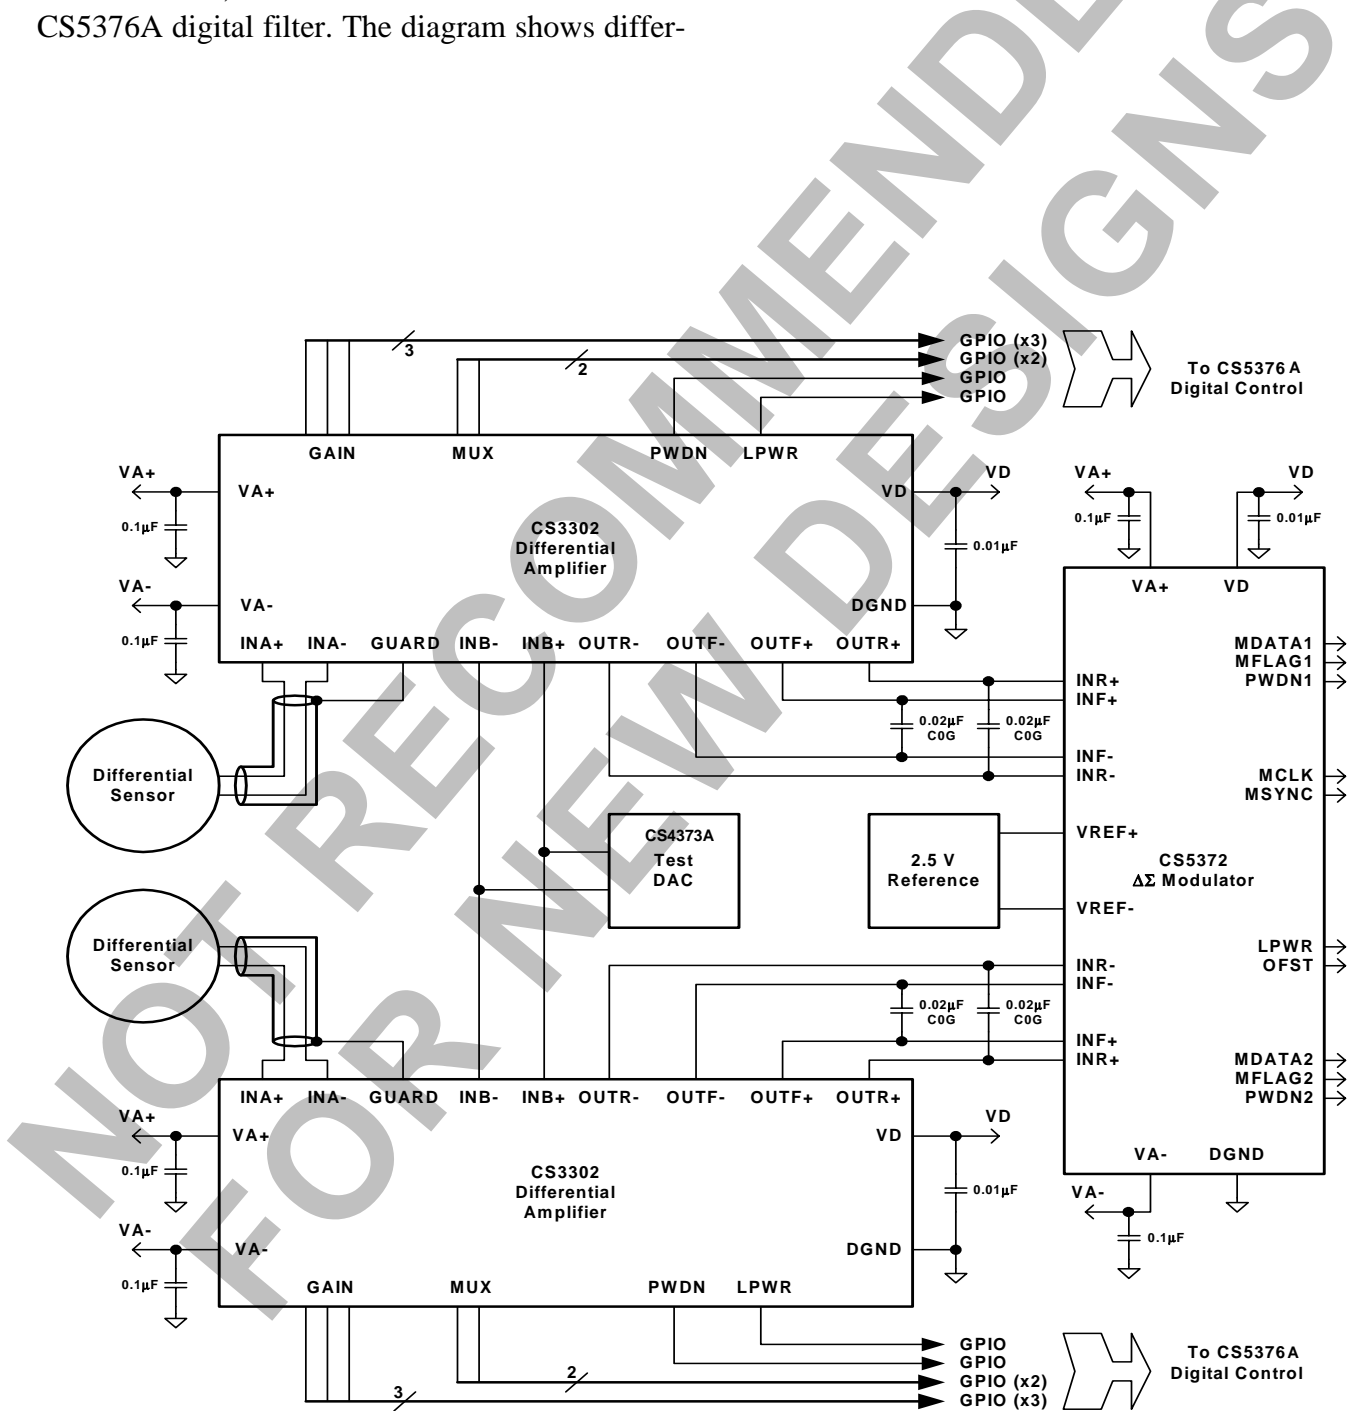 CS5376A digital filter. The diagram shows differ-
NOT RECOMMENDE
FOR NEW DESIGNS
3
GPIO (x3)
2
GPIO (x2)
GPIO
GPIO
To CS5376A
Digital Control
GAIN
MUX
PWDN
LPWR
VA+
VA+
0.1µF
VD
VD
0.01µF
CS3302
Differential
Amplifier
VA-
VA-
0.1µF
DGND
INA+
INA-
GUARD
INB-
INB+
OUTR-
OUTF-
OUTF+
OUTR+
VA+
0.1µF
VD
0.01µF
VA+
VD
MDATA1
MFLAG1
PWDN1
INR+
INF+
0.02µF
C0G
0.02µF
C0G
INF-
INR-
MCLK
MSYNC
Differential
Sensor
CS4373A
Test
DAC
2.5 V
Reference
VREF+
CS5372
ΔΣ Modulator
VREF-
Differential
Sensor
LPWR
OFST
INR-
INF-
0.02µF
C0G
0.02µF
C0G
INF+
INR+
MDATA2
MFLAG2
PWDN2
INA+
INA-
GUARD
INB-
INB+
OUTR-
OUTF-
OUTF+
OUTR+
VA+
VA+
0.1µF
VD
VD
0.01µF
CS3302
Differential
Amplifier
VA-
VA-
0.1µF
DGND
VA-
DGND
VA-
0.1µF
GAIN
MUX
PWDN
LPWR
GPIO
GPIO
2
GPIO (x2)
3
GPIO (x3)
To CS5376A
Digital Control